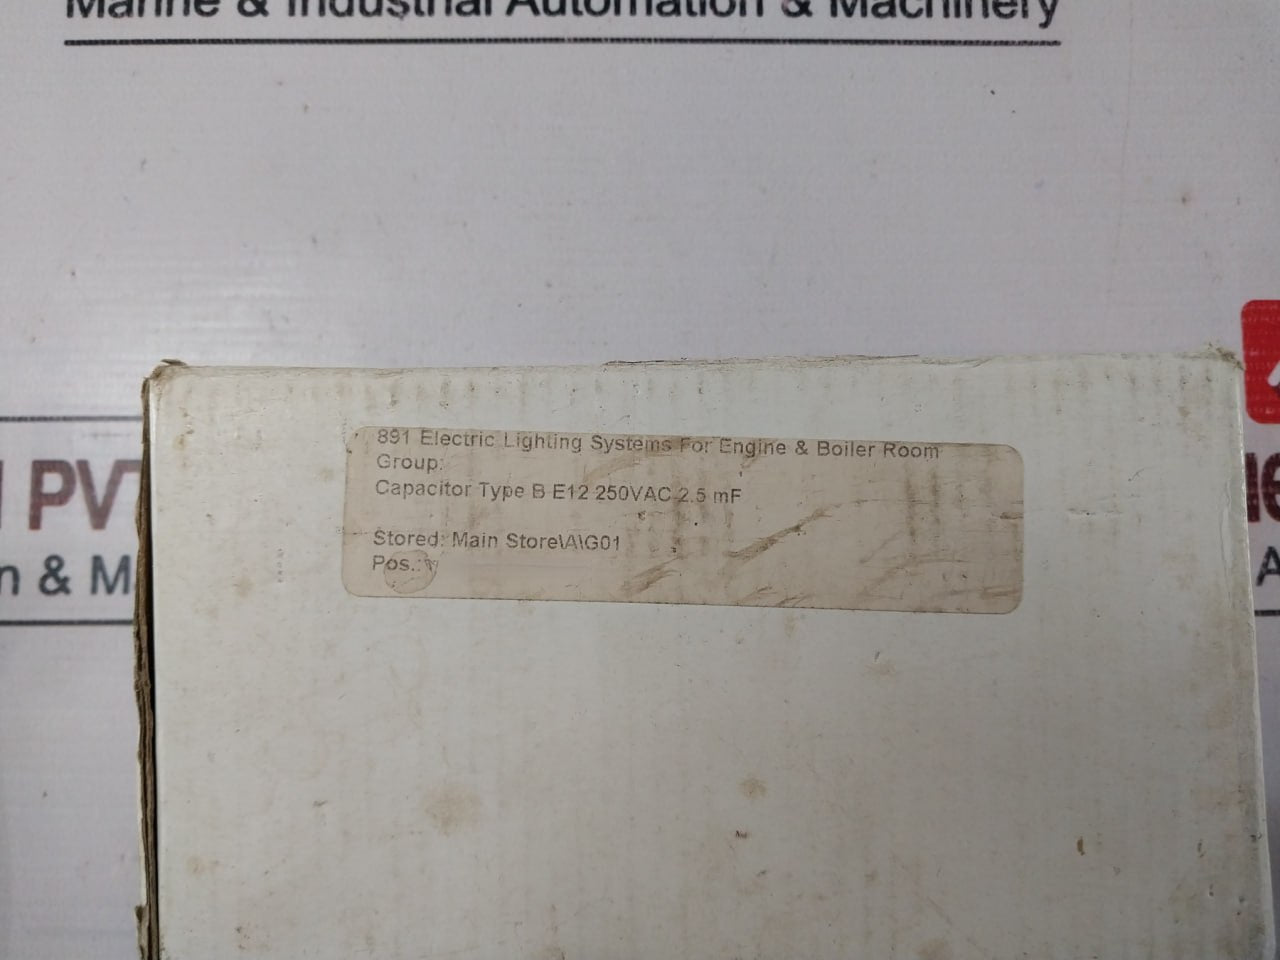 Marine & Industrial Automation & Machinery
PVT
n & M
891 Electric Lighting Systems For Engine & Boiler Room
Group:
Capacitor Type B E12 250VAC 2.5 mF
Stored: Main Store\A\G01
Pos.:
A